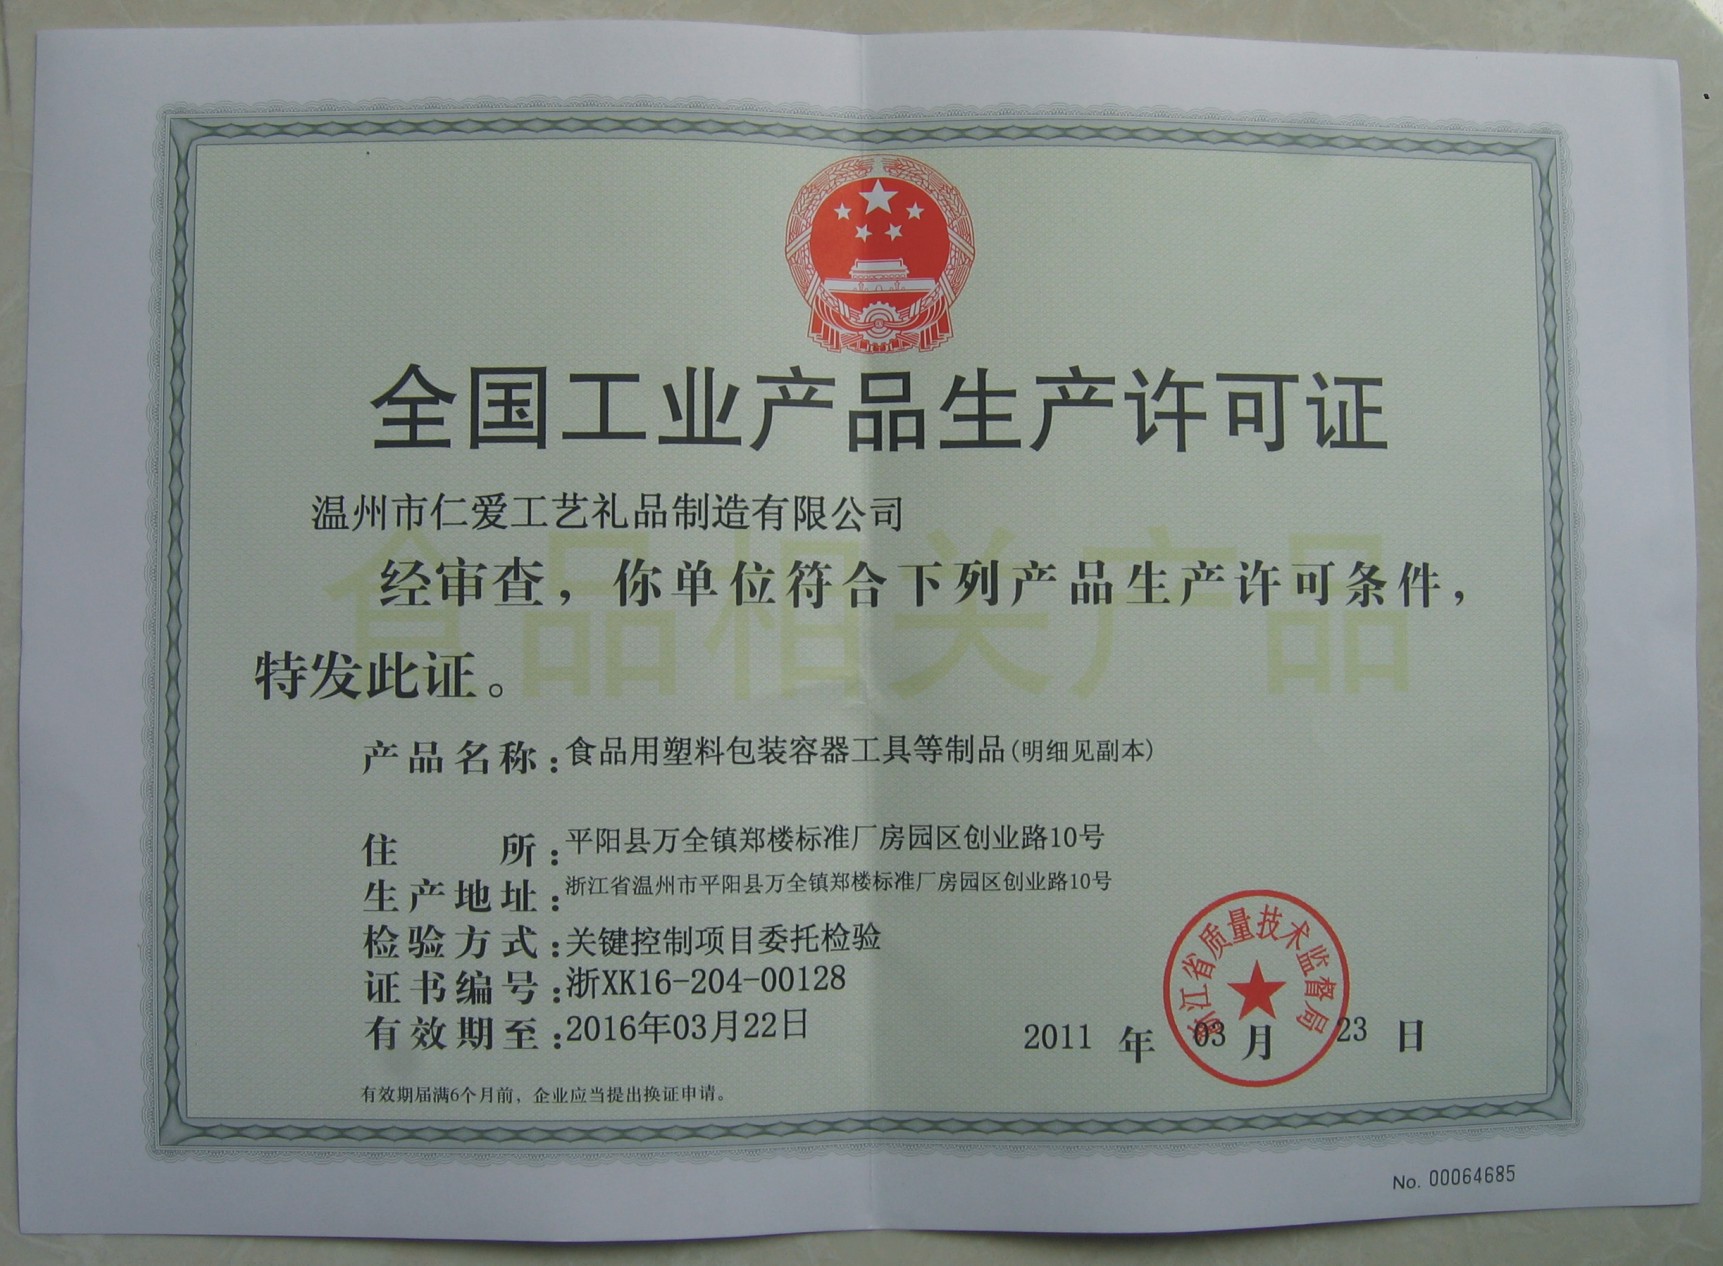 全国工业产品生产许可证
温州市仁爱工艺礼品制造有限公司
食品相关产品
经审查，你单位符合下列产品生产许可条件，
特发此证。
产品名称：食品用塑料包装容器工具等制品(明细见副本)
住所：平阳县万全镇郑楼标准厂房园区创业路10号
生产地址：浙江省温州市平阳县万全镇郑楼标准厂房园区创业路10号
检验方式：关键控制项目委托检验
证书编号：浙XK16-204-00128
有效期至：2016年03月22日
浙江省质量技术监督局
2011 年 03 月 23 日
有效期届满6个月前，企业应当提出换证申请。
No. 00064685